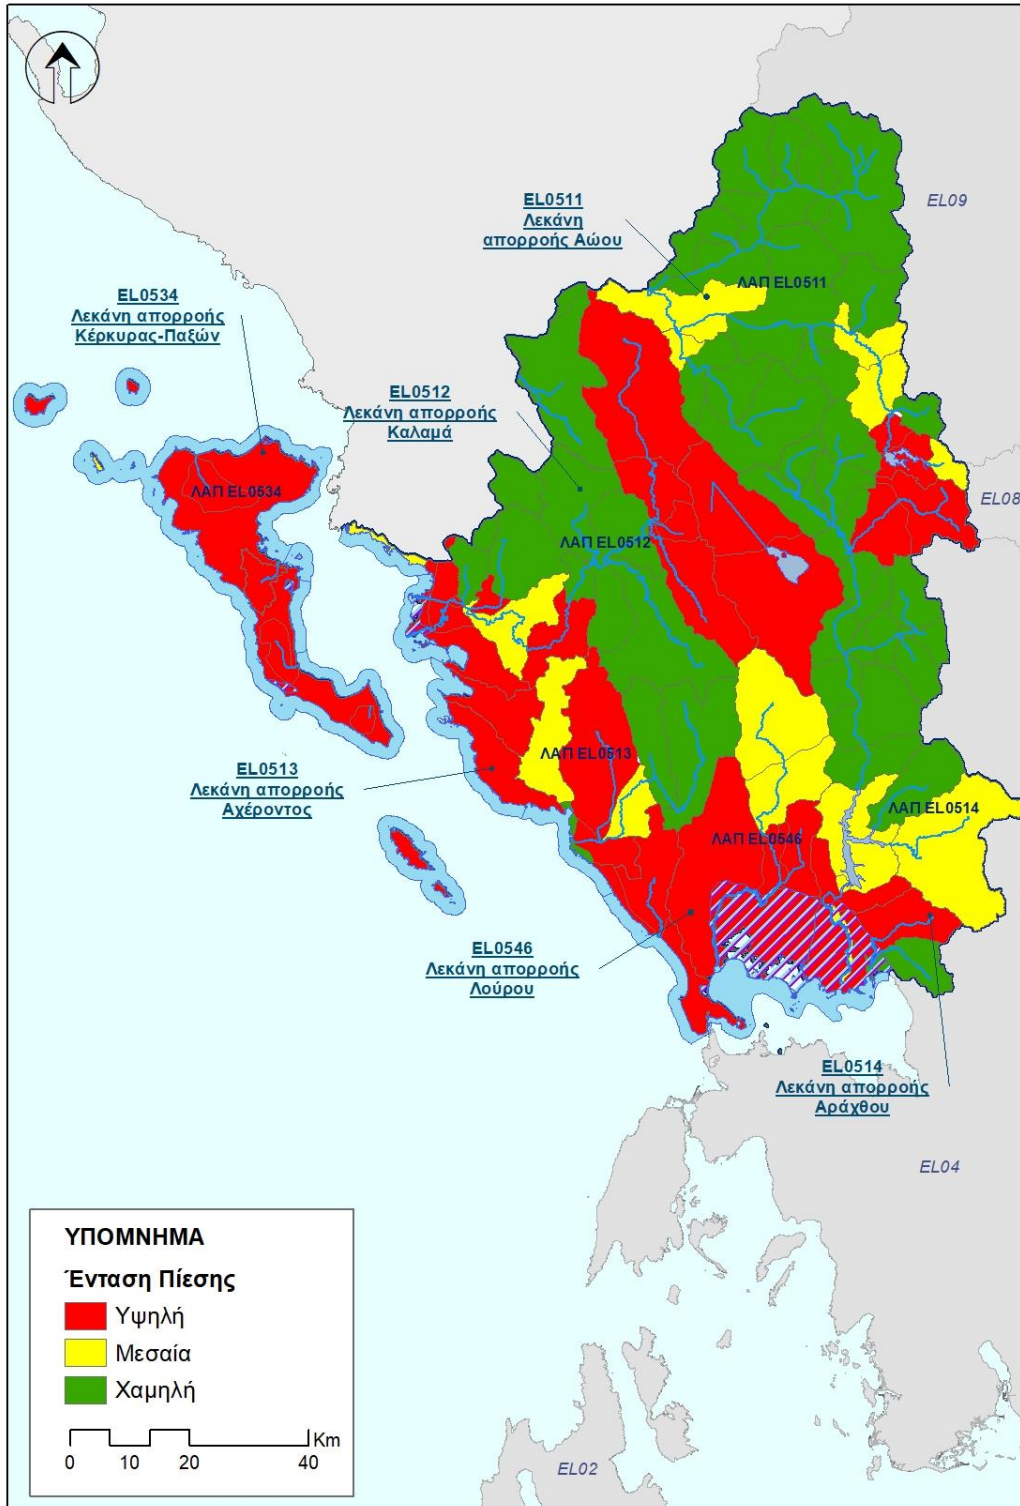 EL09
EL0511
Λεκάνη
απορροής Αώου
ΛΑΠ EL0511
EL0534
Λεκάνη απορροής
Κέρκυρας-Παξών
EL0512
Λεκάνη απορροής
Καλαμά
ΛΑΠ EL0534
EL08
ΛΑΠ EL0512
ΛΑΠ EL0513
EL0513
Λεκάνη απορροής
Αχέροντος
ΛΑΠ EL0514
ΛΑΠ EL0546
EL0546
Λεκάνη απορροής
Λούρου
EL0514
Λεκάνη απορροής
Αράχθου
EL04
ΥΠΟΜΝΗΜΑ
Ένταση Πίεσης
Υψηλή
Μεσαία
Χαμηλή
Km
0 10 20 40
EL02